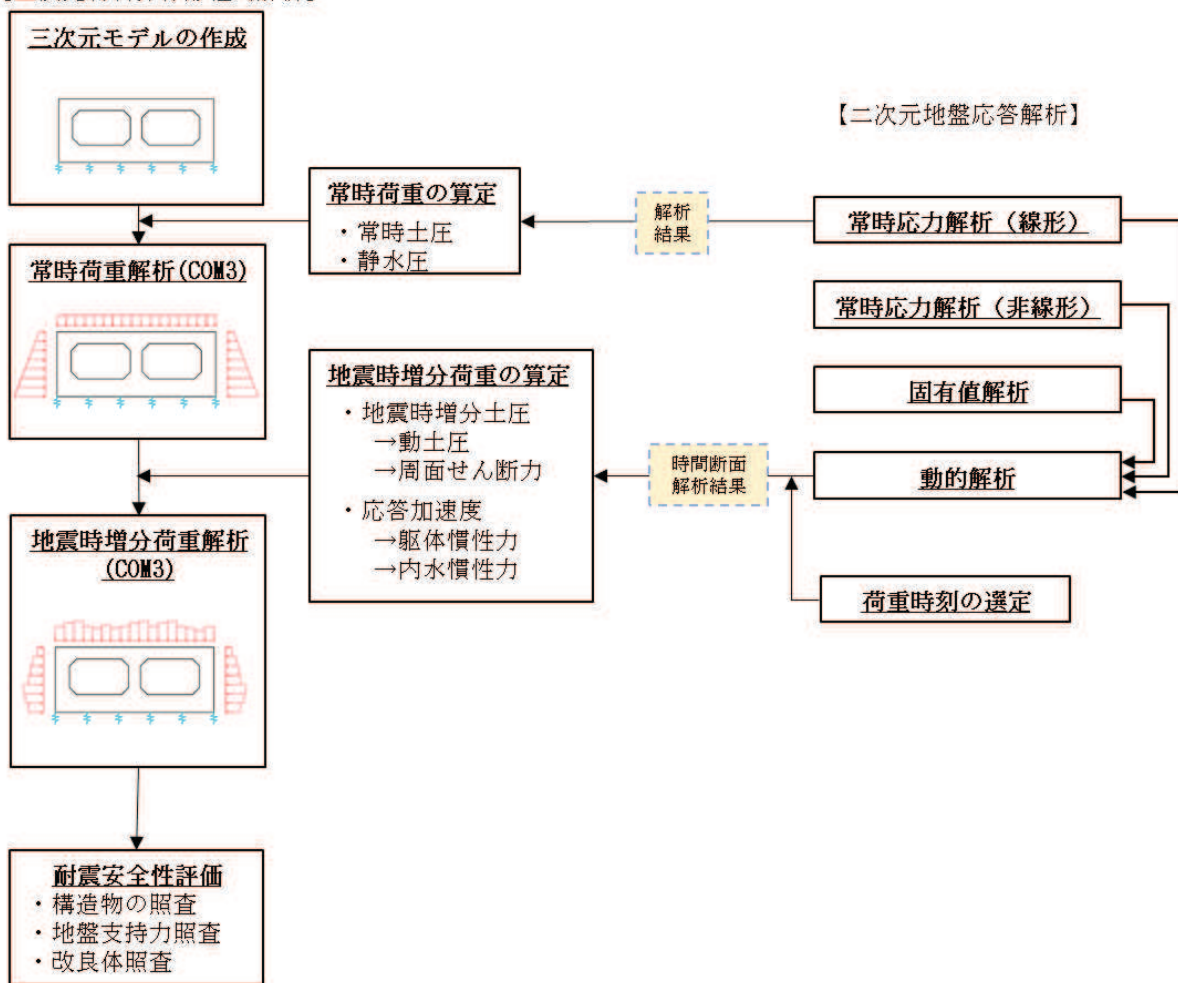 三次元モデルの作成
【二次元地盤応答解析】
常時荷重の算定
・常時土圧
・静水圧
解析
結果
常時応力解析（線形）
常時荷重解析(COM3)
常時応力解析（非線形）
地震時増分荷重の算定
・地震時増分土圧
→動土圧
→周面せん断力
・応答加速度
→躯体慣性力
→内水慣性力
固有値解析
時間断面
解析結果
動的解析
荷重時刻の選定
地震時増分荷重解析
(COM3)
耐震安全性評価
・構造物の照査
・地盤支持力照査
・改良体照査